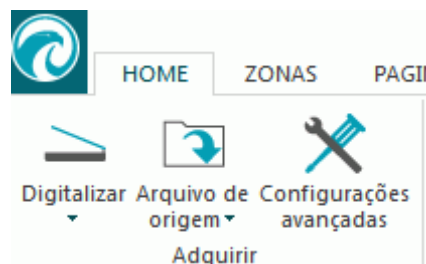 HOME ZONAS
Digitalizar Arquivo de Configurações
origem avançadas
Adquirir